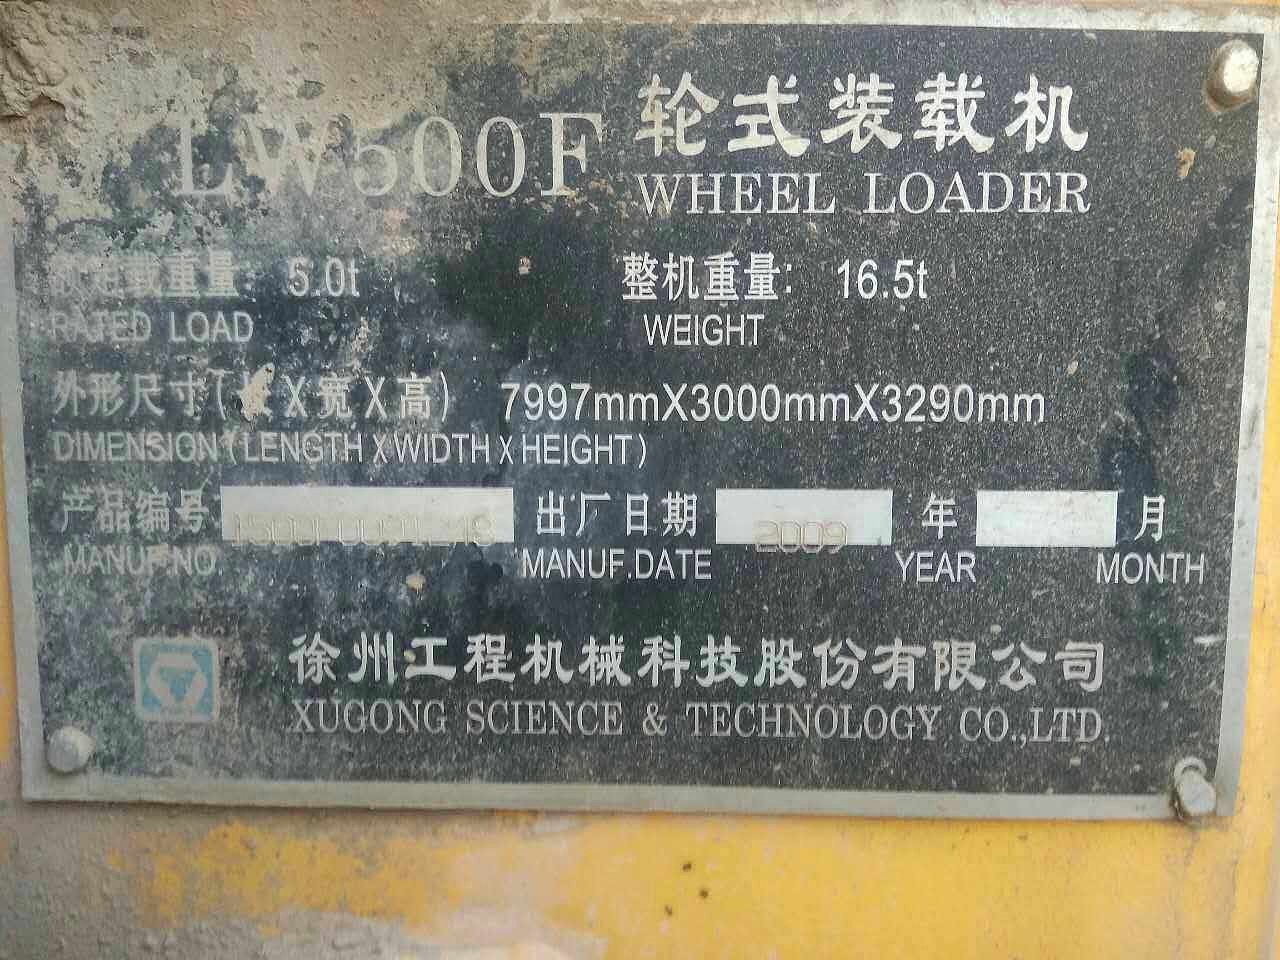 LW500F 轮式装载机
WHEEL LOADER
额定载重量: 5.0t 整机重量: 16.5t
RATED LOAD WEIGHT
外形尺寸(长X宽X高) 7997mmX3000mmX3290mm
DIMENSION(LENGTH X WIDTH X HEIGHT)
产品编号 出厂日期 2009 年 月
MANUF.NO MANUF.DATE YEAR MONTH
徐州工程机械科技股份有限公司
XUGONG SCIENCE & TECHNOLOGY CO.,LTD.